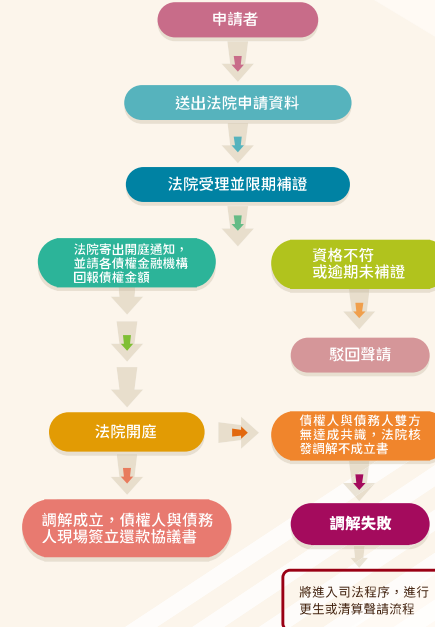 申請者
送出法院申請資料
法院受理並限期補證
法院寄出開庭通知，
並請各債權金融機構
回報債權金額
資格不符
或逾期未補證
駁回聲請
法院開庭
債權人與債務人雙方
無達成共識，法院核
發調解不成立書
調解成立，債權人與債務
人現場簽立還款協議書
調解失敗
將進入司法程序，進行
更生或清算聲請流程